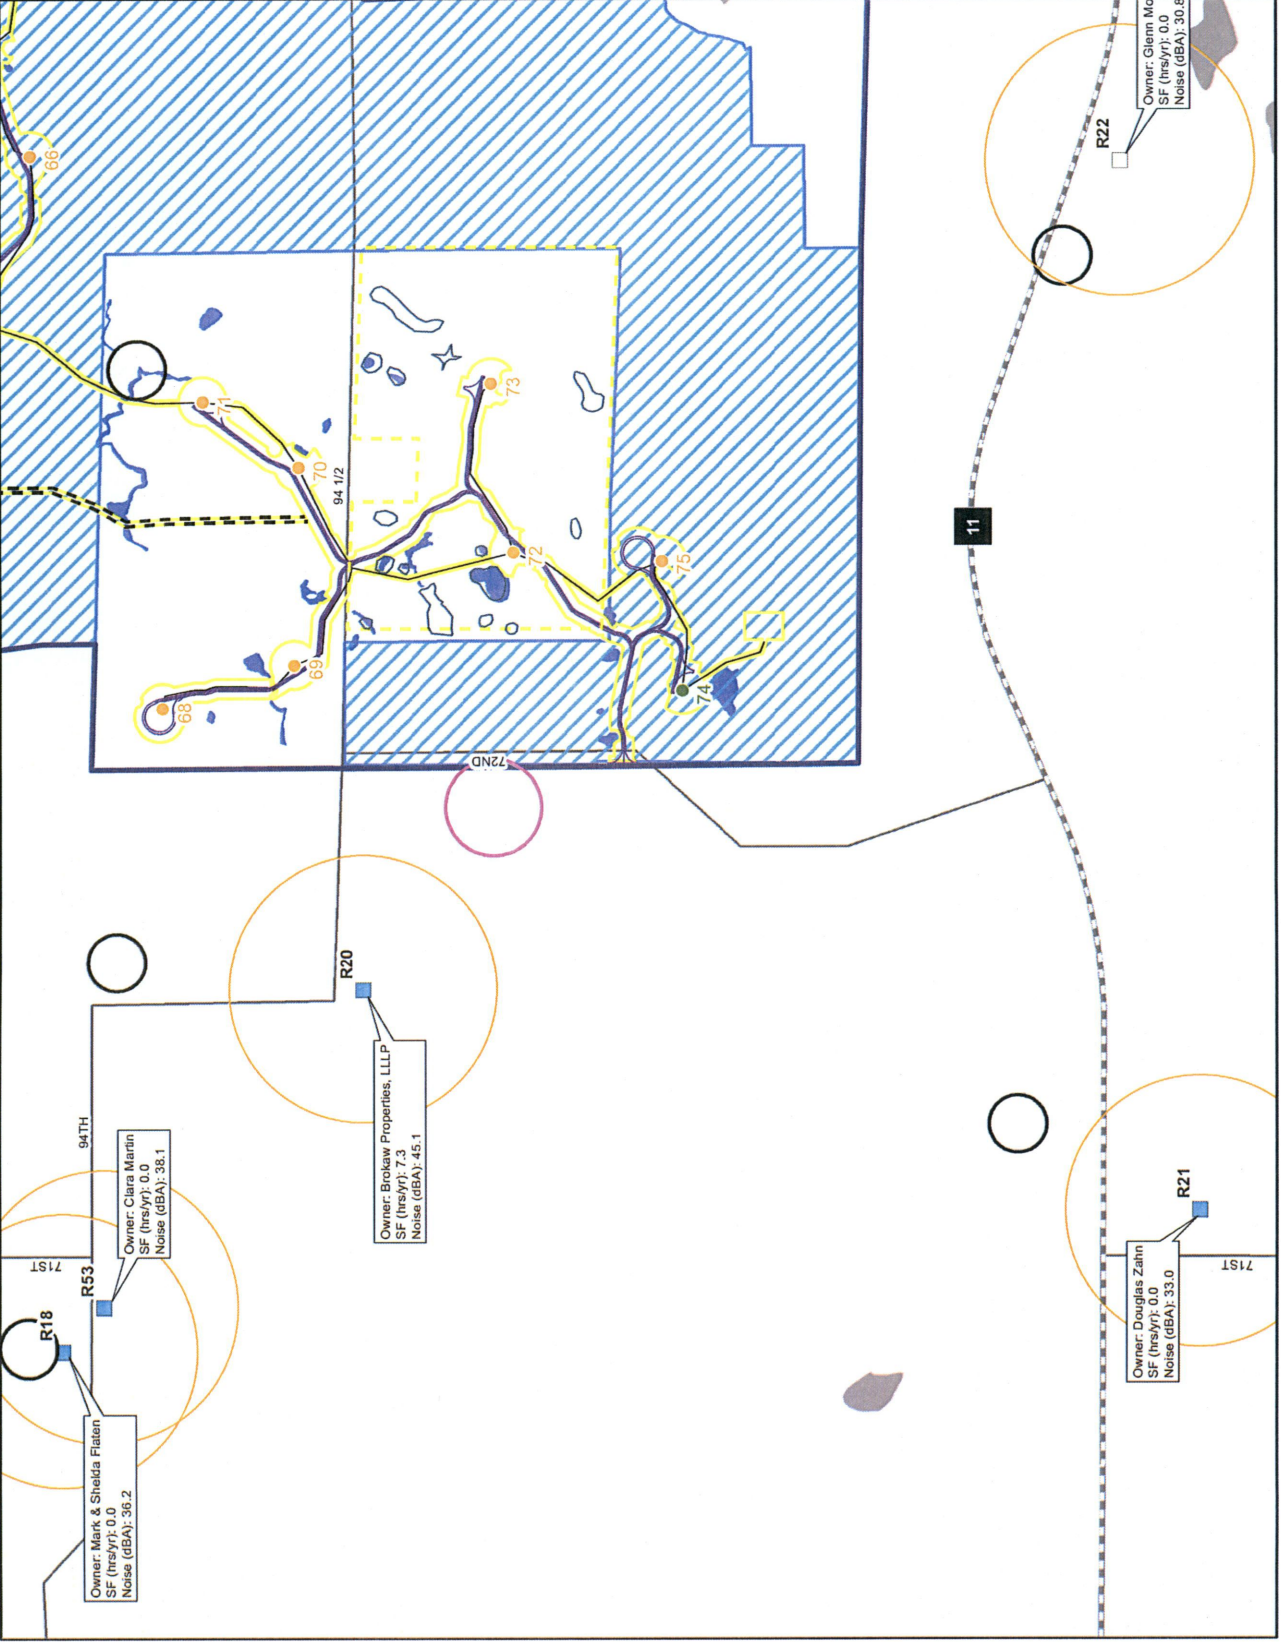 Owner: Glenn
SF (hrs/yr): 0.0
Noise (dBA): 30.8
R22
66
71
70
94 1/2
73
72
75
74
69
68
72ND
11
R20
Owner: Brokaw Properties, LLLP
SF (hrs/yr): 7.3
Noise (dBA): 45.1
94TH
Owner: Clara Martin
SF (hrs/yr): 0.0
Noise (dBA): 38.1
71ST
R53
R18
Owner: Mark & Shelda Flaten
SF (hrs/yr): 0.0
Noise (dBA): 36.2
R21
Owner: Douglas Zahn
SF (hrs/yr): 0.0
Noise (dBA): 33.0
71ST